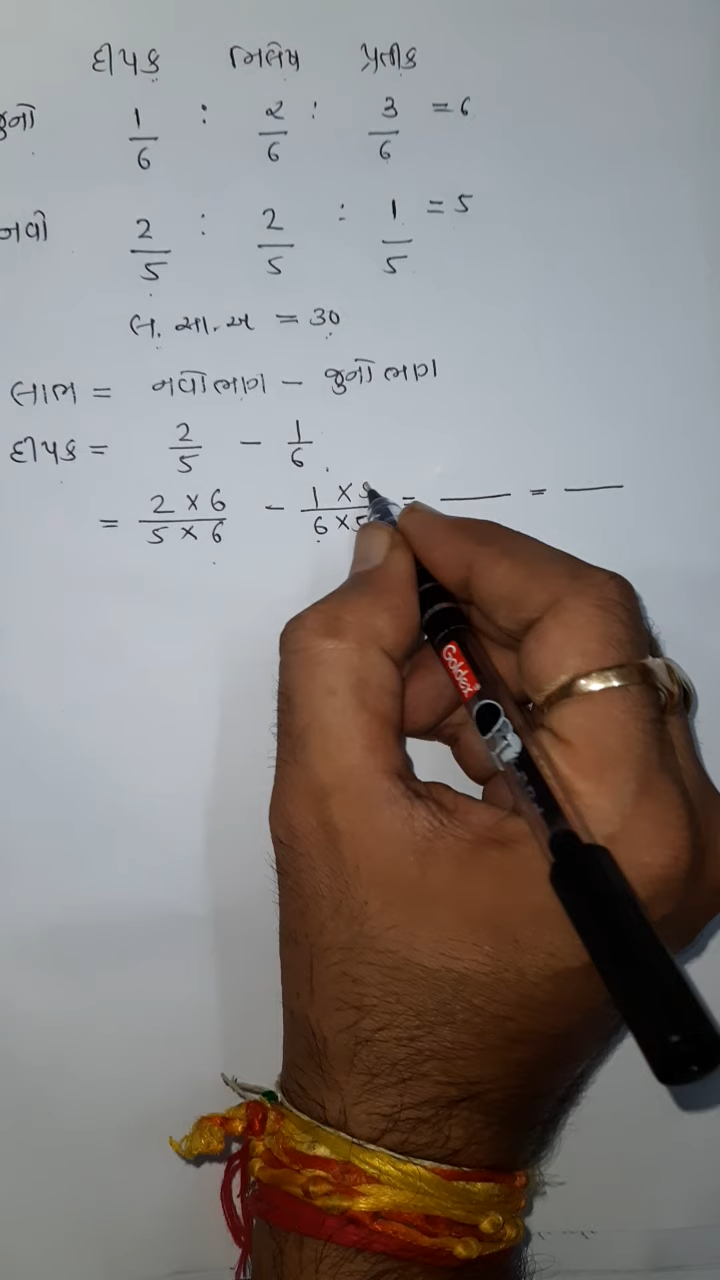 દીપક મિલેષ પ્રતીક
જુનો 1/6 : 2/6 : 3/6 = 6
નવો 2/5 : 2/5 : 1/5 = 5
લ. સા. અ = 30
લાભ = નવોભાગ - જુનોભાગ
દીપક = 2/5 - 1/6
= 2 × 6 / 5 × 6 - 1 × 5 / 6 × 5 = ___ = ___
Goldex